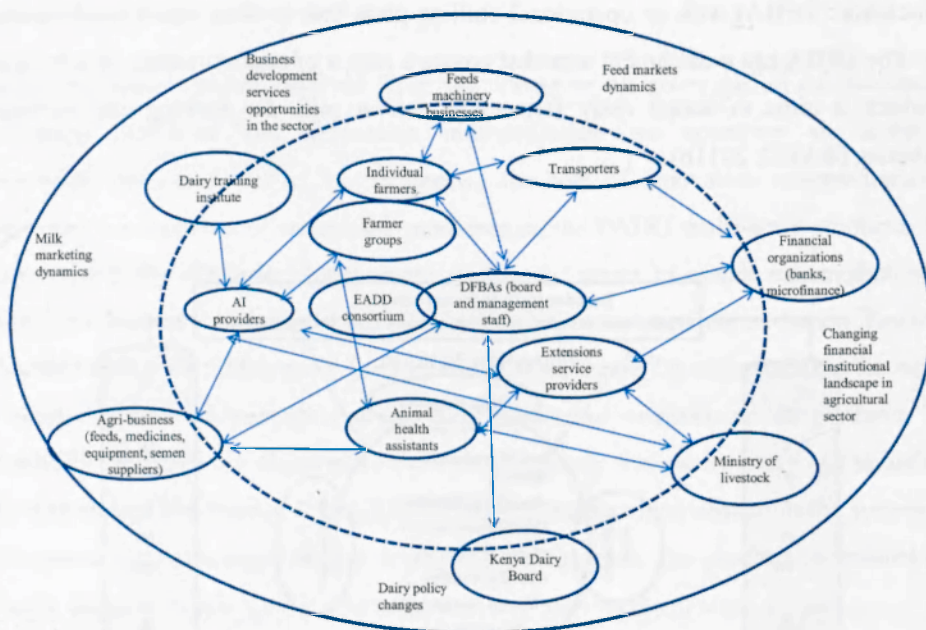 Business
development
services
opportunities
in the sector
Feeds
machinery
businesses
Feed markets
dynamics
Dairy training
institute
Individual
farmers
Transporters
Farmer
groups
Milk
marketing
dynamics
Financial
organizations
(banks,
microfinance)
AI
providers
EADD
consortium
DFBAs (board
and management
staff)
Extensions
service
providers
Changing
financial
institutional
landscape in
agricultural
sector
Agri-business
(feeds, medicines,
equipment, semen
suppliers)
Animal
health
assistants
Ministry of
livestock
Kenya Dairy
Board
Dairy policy
changes